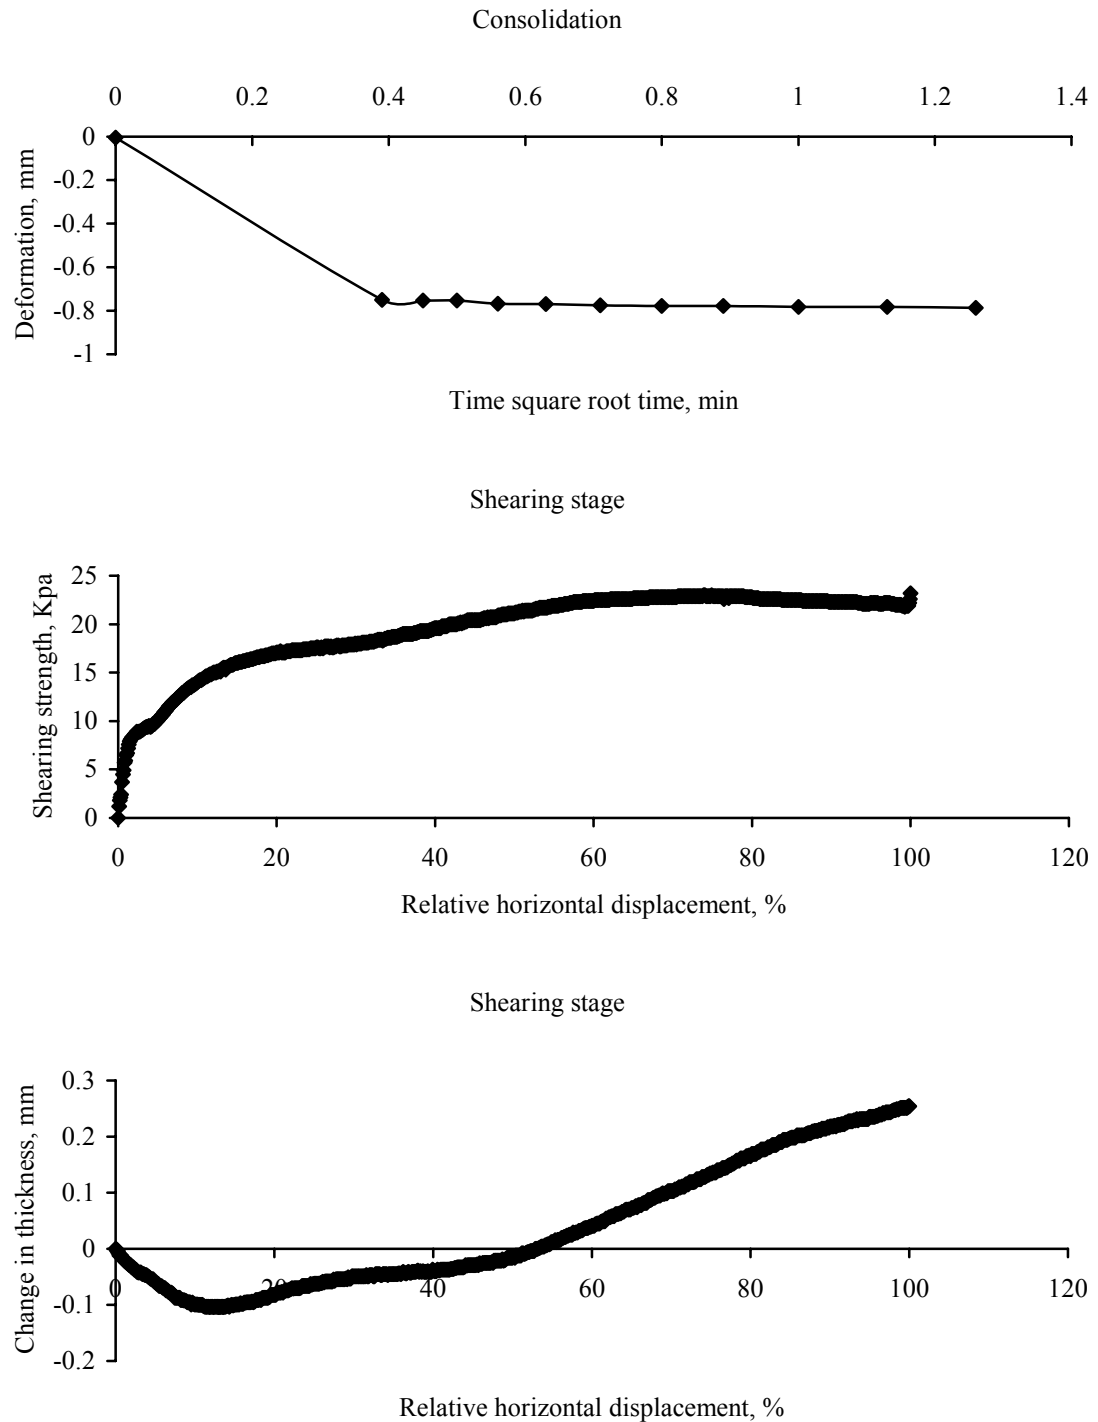 Consolidation
0 0.2 0.4 0.6 0.8 1 1.2 1.4
0
-0.2
-0.4
-0.6
-0.8
-1
Deformation, mm
Time square root time, min
Shearing stage
25
20
15
10
5
0
Shearing strength, Kpa
0 20 40 60 80 100 120
Relative horizontal displacement, %
Shearing stage
0.3
0.2
0.1
0
-0.1
-0.2
Change in thickness, mm
0 20 40 60 80 100 120
Relative horizontal displacement, %